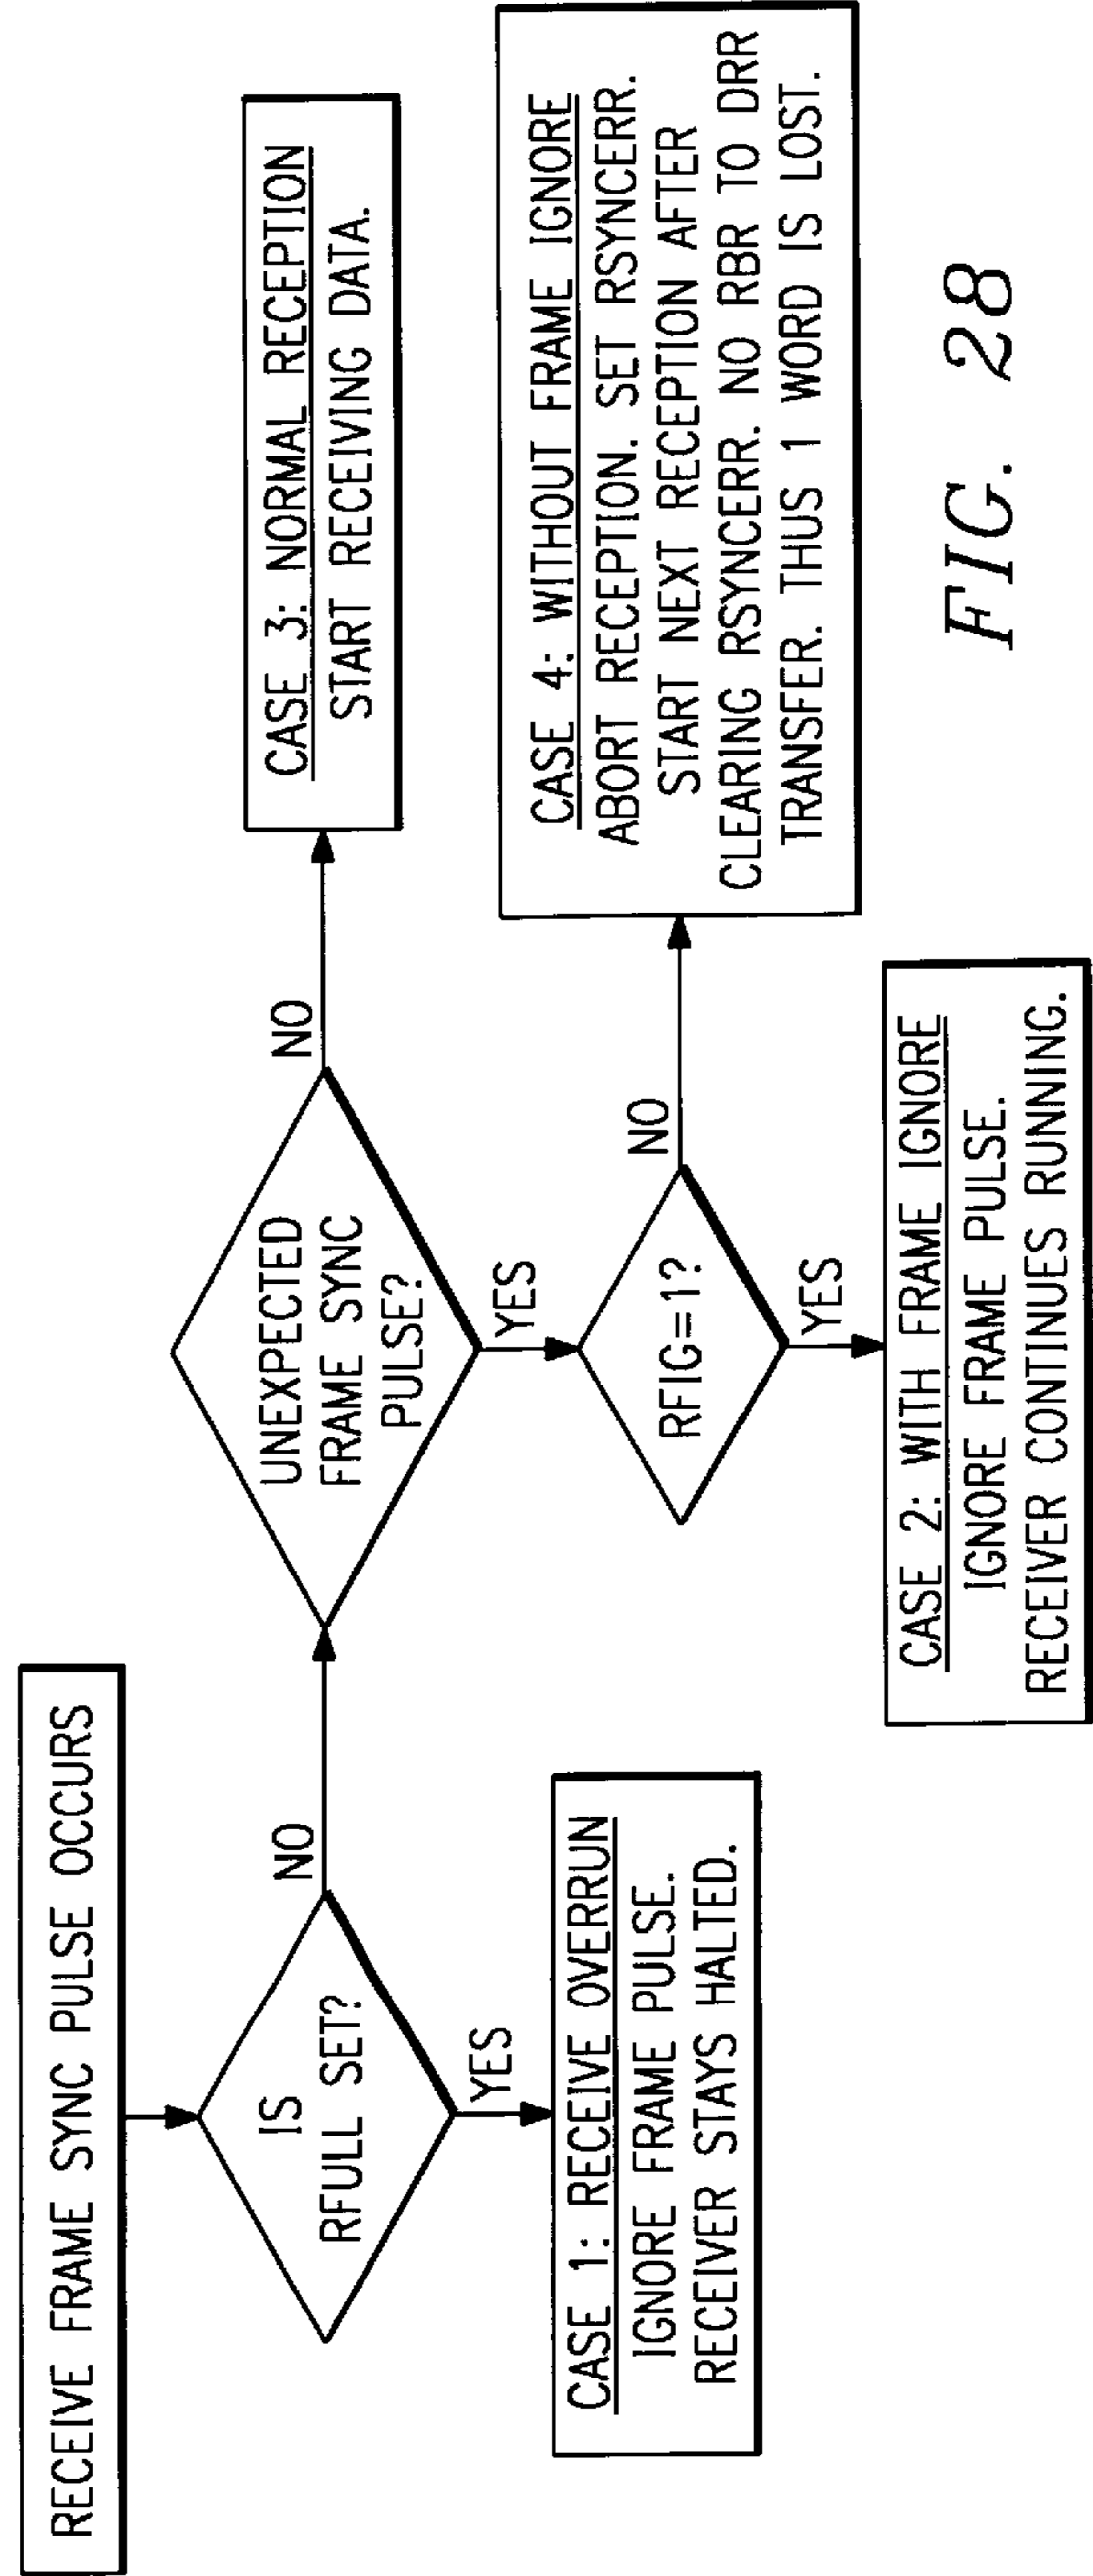 RECEIVE FRAME SYNC PULSE OCCURS
IS
RFULL SET?
NO
YES
CASE 1: RECEIVE OVERRUN
IGNORE FRAME PULSE.
RECEIVER STAYS HALTED.
UNEXPECTED
FRAME SYNC
PULSE?
NO
YES
CASE 3: NORMAL RECEPTION
START RECEIVING DATA.
RFIG=1?
NO
YES
CASE 4: WITHOUT FRAME IGNORE
ABORT RECEPTION. SET RSYNCERR.
START NEXT RECEPTION AFTER
CLEARING RSYNCERR. NO RBR TO DRR
TRANSFER. THUS 1 WORD IS LOST.
CASE 2: WITH FRAME IGNORE
IGNORE FRAME PULSE.
RECEIVER CONTINUES RUNNING.
FIG. 28